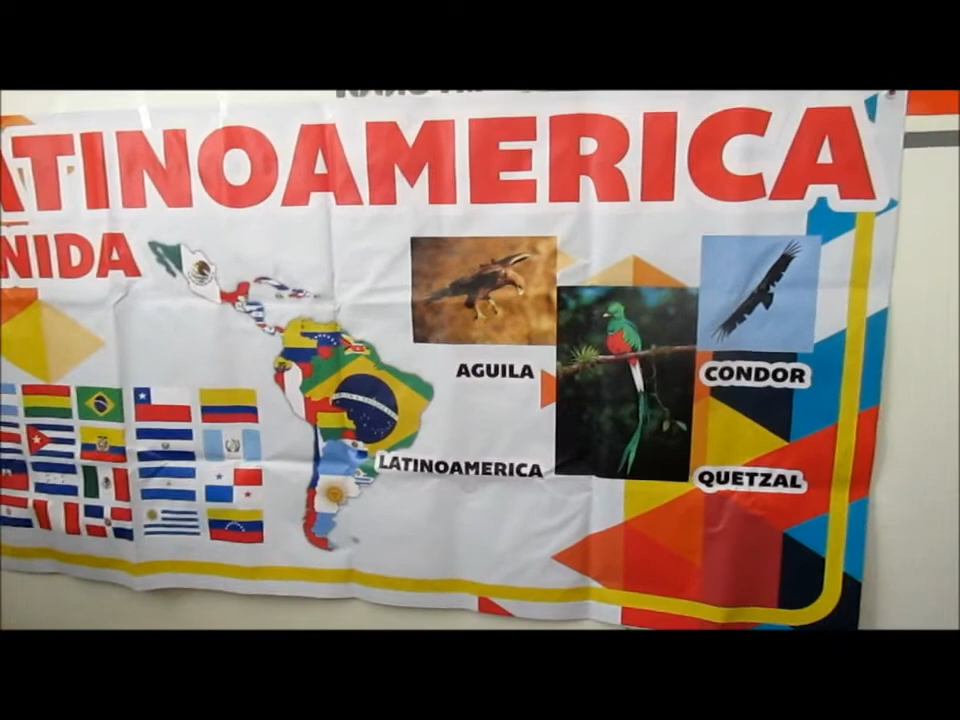 ATINOAMERICA
NIDA
AGUILA
CONDOR
LATINOAMERICA
QUETZAL